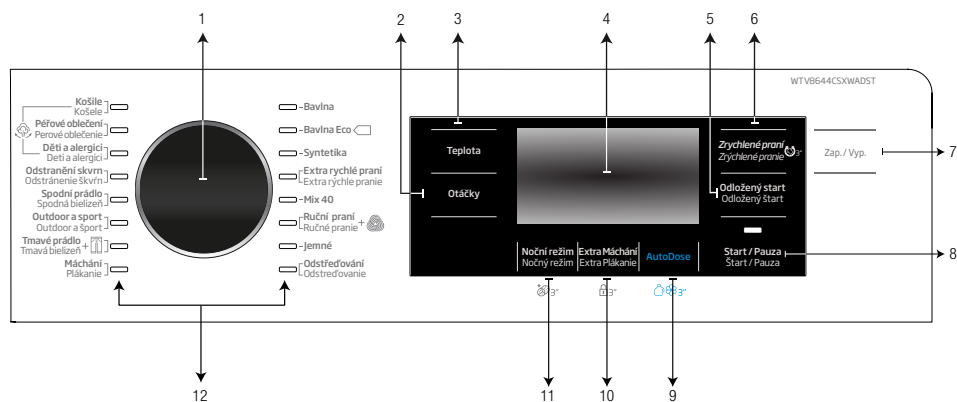 1
2
3
4
5
6
WTV8644CSXWADST
Košile
Košele
Péřové oblečení
Perové oblečenie
Děti a alergici
Deti a alergici
Odstranění skvrn
Odstránenie škvŕn
Spodní prádlo
Spodná bielizeň
Outdoor a sport
Outdoor a šport
Tmavé prádlo +
Tmavá bielizeň
Máchání
Plákanie
Bavlna
Bavlna Eco
Syntetika
Extra rychlé praní
Extra rýchle pranie
Mix 40
Ruční praní +
Ručné pranie
Jemné
Odstřeďování
Odstreďovanie
Teplota
Otáčky
Zrychlené praní
Zrýchlené pranie
3"
Odložený start
Odložený štart
Zap. / Vyp.
7
Noční režim
Nočný režim
Extra Máchání
Extra Plákanie
AutoDose
Start / Pauza
Štart / Pauza
8
3"
3"
3"
12
11
10
9